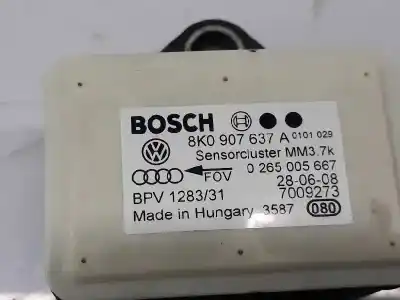 BOSCH
8K0 907 637 A 0101 029
Sensorcluster MM3.7k
FOV 0 265 005 667
28-06-08
BPV 1283/31 7009273
Made in Hungary 3587 080